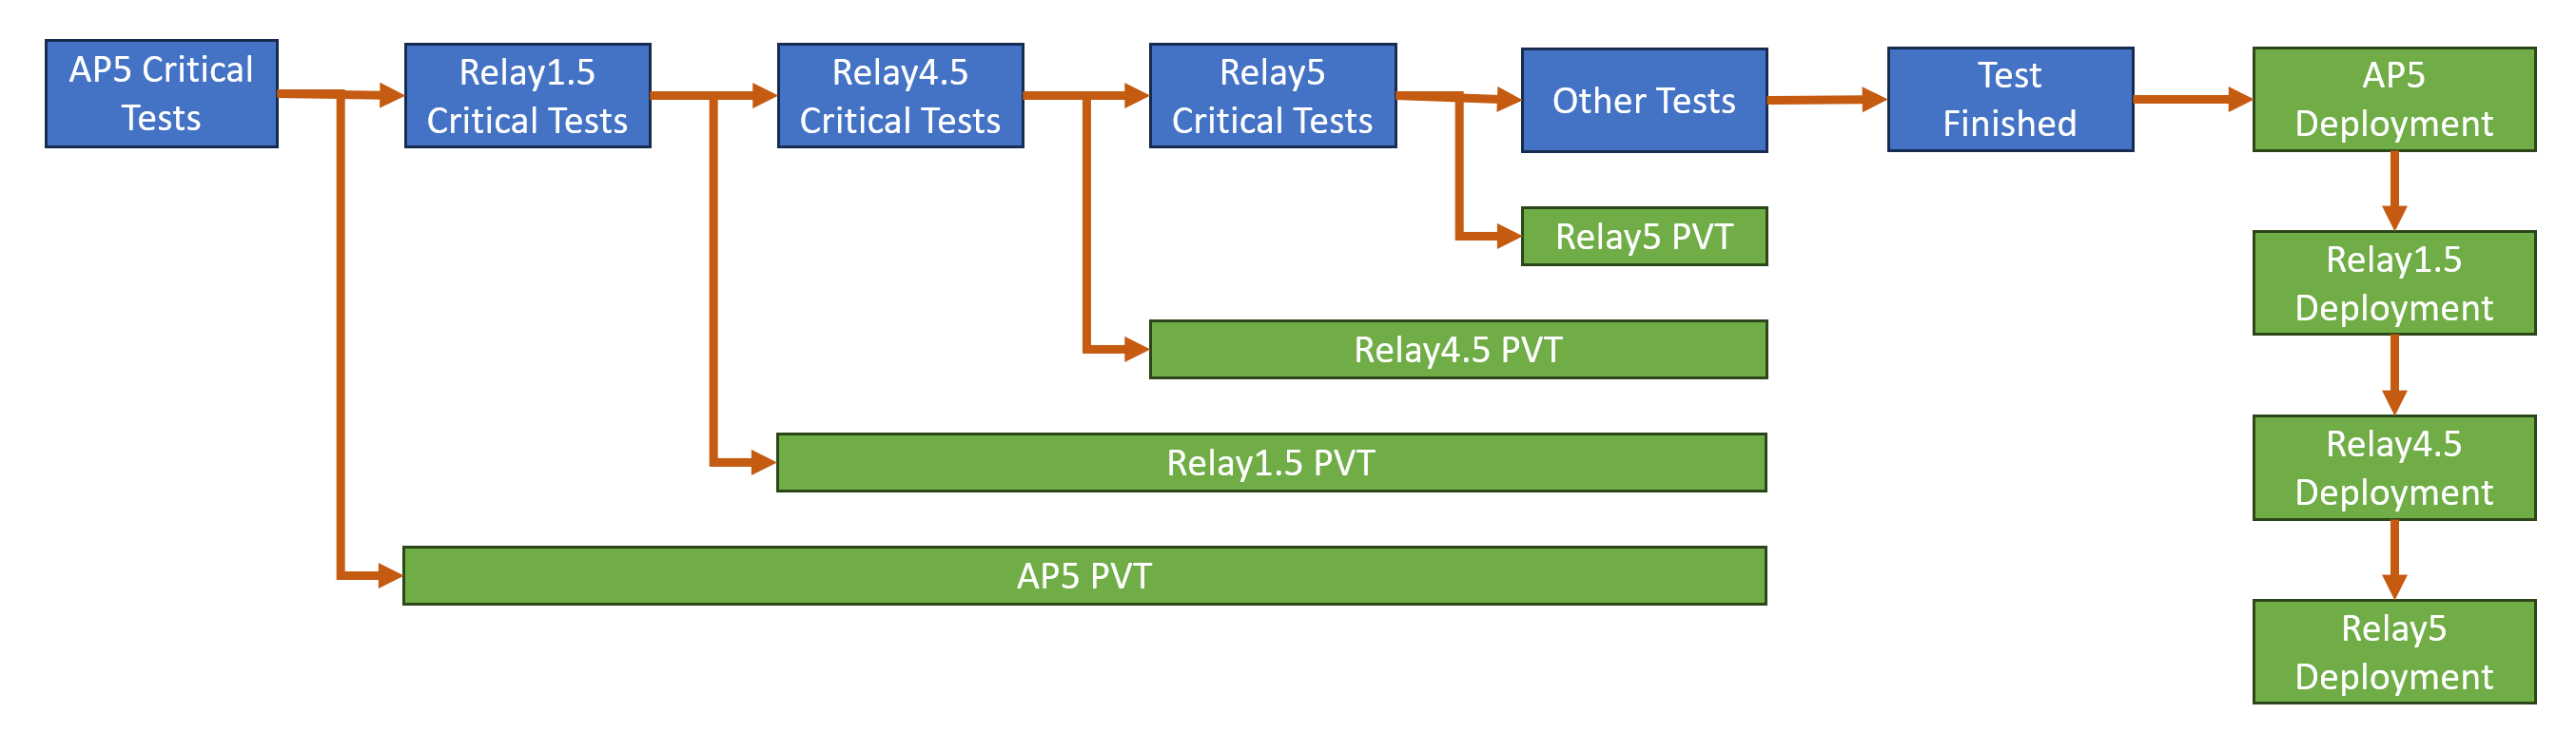 AP5 Critical
Tests
Relay1.5
Critical Tests
Relay4.5
Critical Tests
Relay5
Critical Tests
Other Tests
Test
Finished
AP5
Deployment
Relay5 PVT
Relay1.5
Deployment
Relay4.5 PVT
Relay4.5
Deployment
Relay1.5 PVT
AP5 PVT
Relay5
Deployment